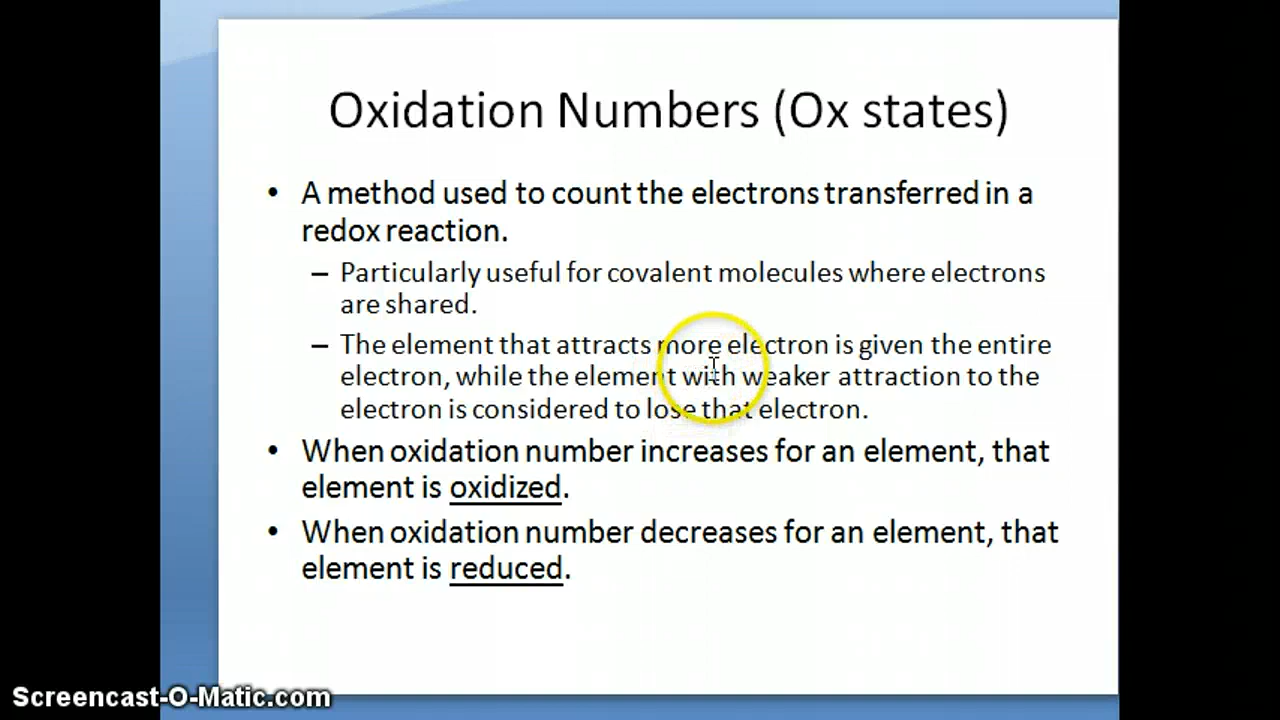 Oxidation Numbers (Ox states)
• A method used to count the electrons transferred in a
redox reaction.
– Particularly useful for covalent molecules where electrons
are shared.
– The element that attracts more electron is given the entire
electron, while the element with weaker attraction to the
electron is considered to lose that electron.
• When oxidation number increases for an element, that
element is oxidized.
• When oxidation number decreases for an element, that
element is reduced.
Screencast-O-Matic.com